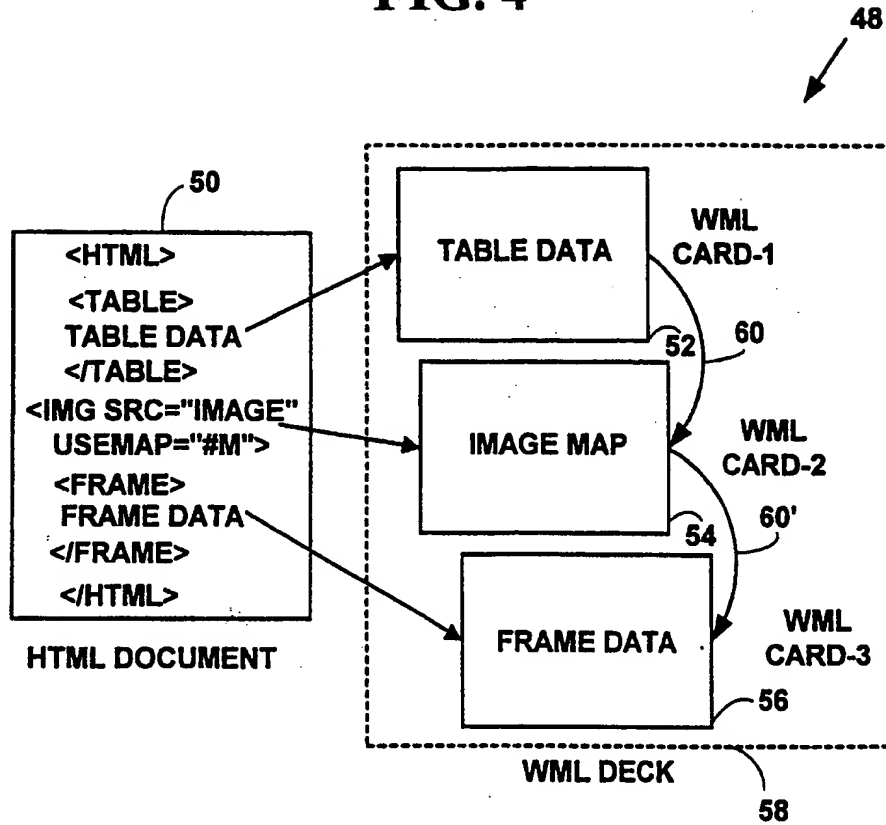 FIG. 4
48
50
<HTML>
<TABLE>
TABLE DATA
</TABLE>
<IMG SRC="IMAGE"
USEMAP="#M">
<FRAME>
FRAME DATA
</FRAME>
</HTML>
HTML DOCUMENT
TABLE DATA
WML
CARD-1
52
60
IMAGE MAP
WML
CARD-2
54
60'
FRAME DATA
WML
CARD-3
56
WML DECK
58